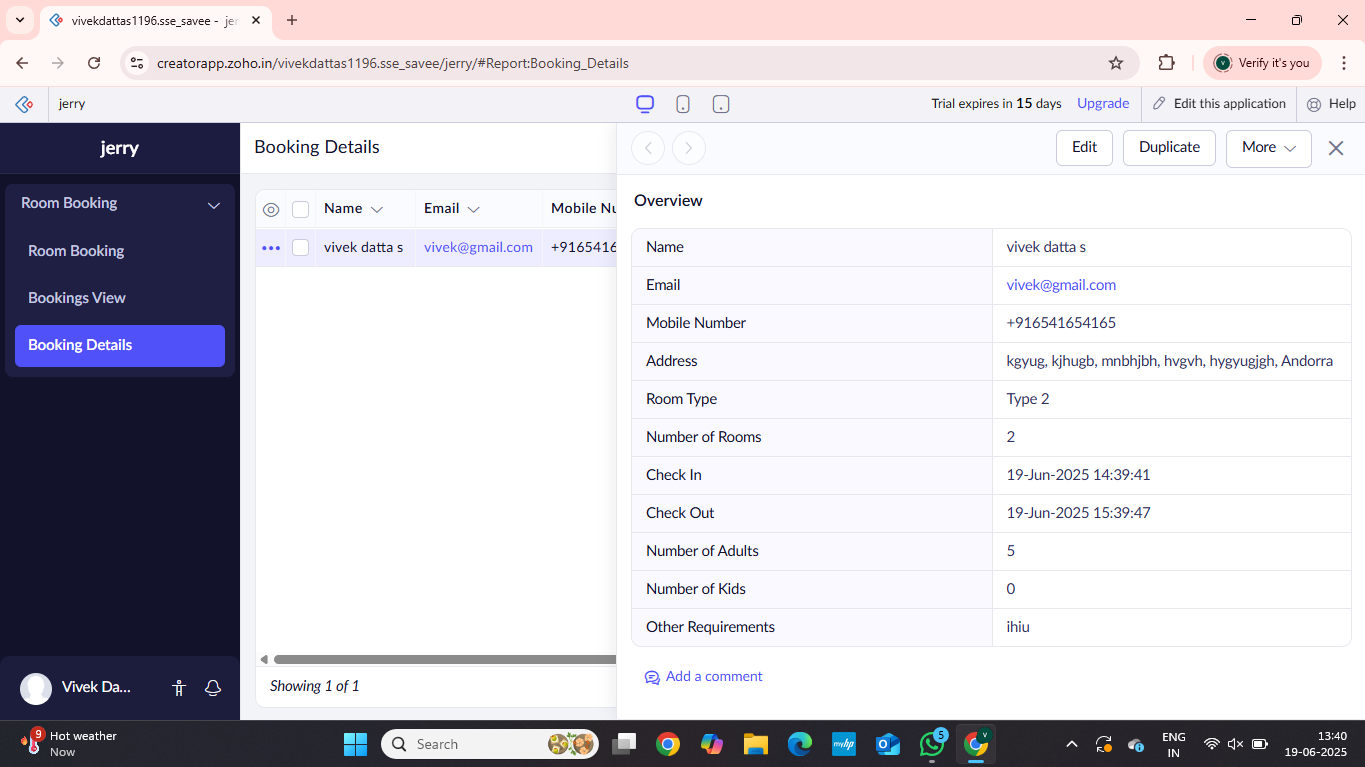 vivekdattas1196.sse_savee - jer
creatorapp.zoho.in/vivekdattas1196.sse_savee/jerry/#Report:Booking_Details
v
Verify it's you
jerry
Trial expires in 15 days
Upgrade
Edit this application
Help
jerry
Room Booking
Room Booking
Bookings View
Booking Details
Vivek Da...
Booking Details
Name Email Mobile Nu
vivek datta s vivek@gmail.com +9165416
Showing 1 of 1
Edit
Duplicate
More
Overview
Name vivek datta s
Email vivek@gmail.com
Mobile Number +916541654165
Address kgyug, kjhugb, mnbhjbh, hvgvh, hygyugjgh, Andorra
Room Type Type 2
Number of Rooms 2
Check In 19-Jun-2025 14:39:41
Check Out 19-Jun-2025 15:39:47
Number of Adults 5
Number of Kids 0
Other Requirements ihiu
Add a comment
9
Hot weather
Now
Search
myhp
5
V
ENG
IN
13:40
19-06-2025